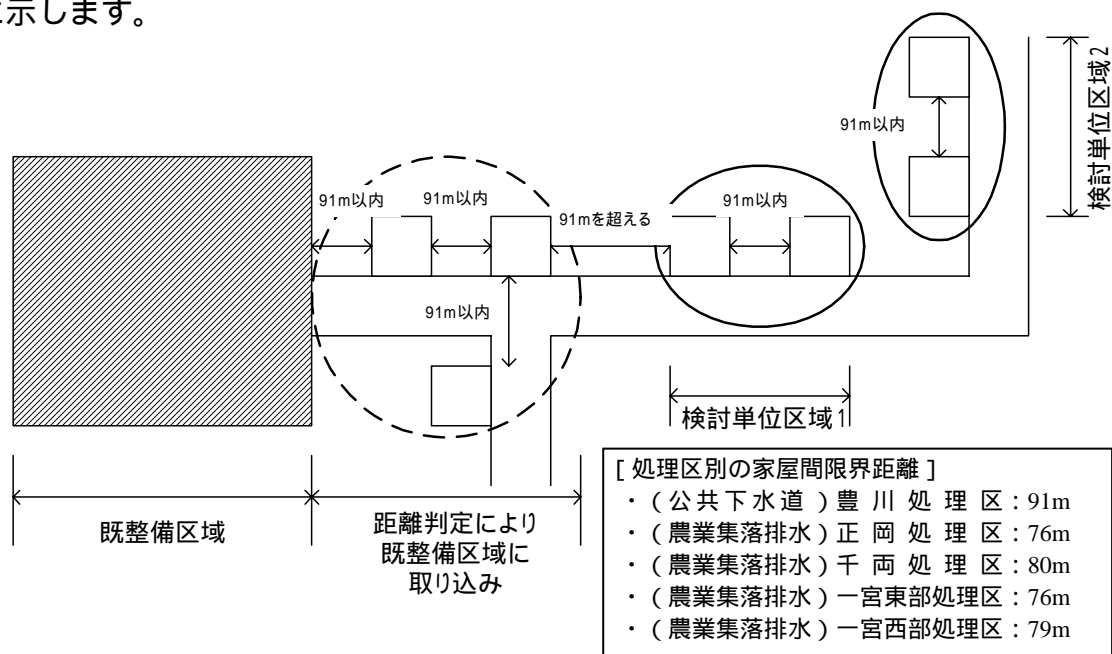 に示します。
91m以内
検討単位区域2
91m以内
91m以内
91mを超える
91m以内
91m以内
検討単位区域1
既整備区域
距離判定により
既整備区域に
取り込み
[ 処理区別の家屋間限界距離 ]
・（公共下水道）豊川処理区：91m
・（農業集落排水）正岡処理区：76m
・（農業集落排水）千両処理区：80m
・（農業集落排水）一宮東部処理区：76m
・（農業集落排水）一宮西部処理区：79m